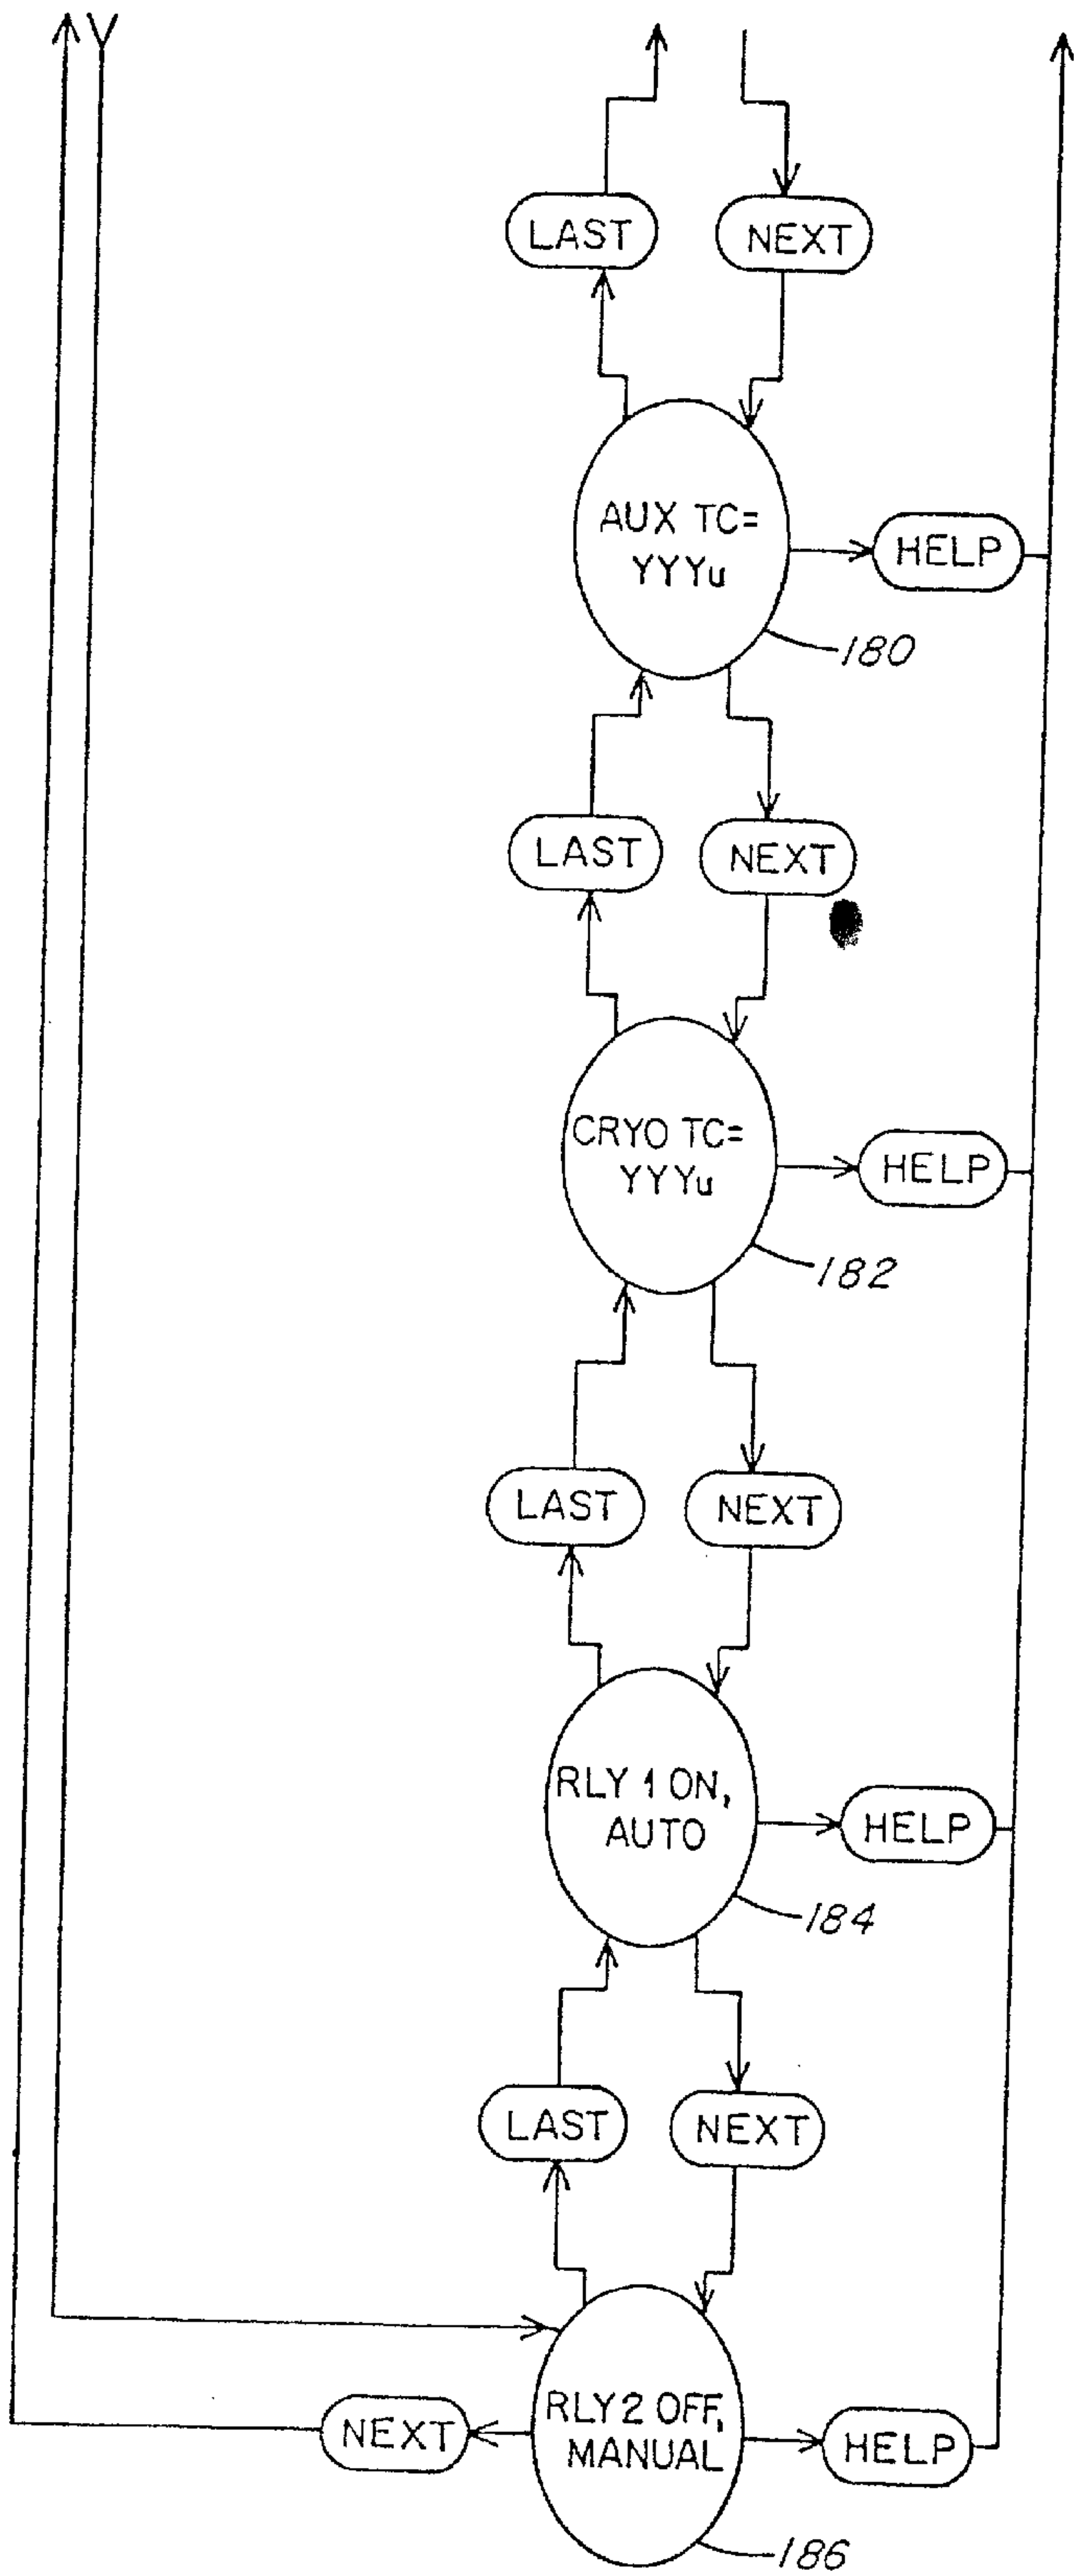 LAST NEXT
AUX TC=
YYYu
HELP
180
LAST NEXT
CRYO TC=
YYYu
HELP
182
LAST NEXT
RLY 1 ON,
AUTO
HELP
184
LAST NEXT
RLY 2 OFF,
MANUAL
NEXT
HELP
186